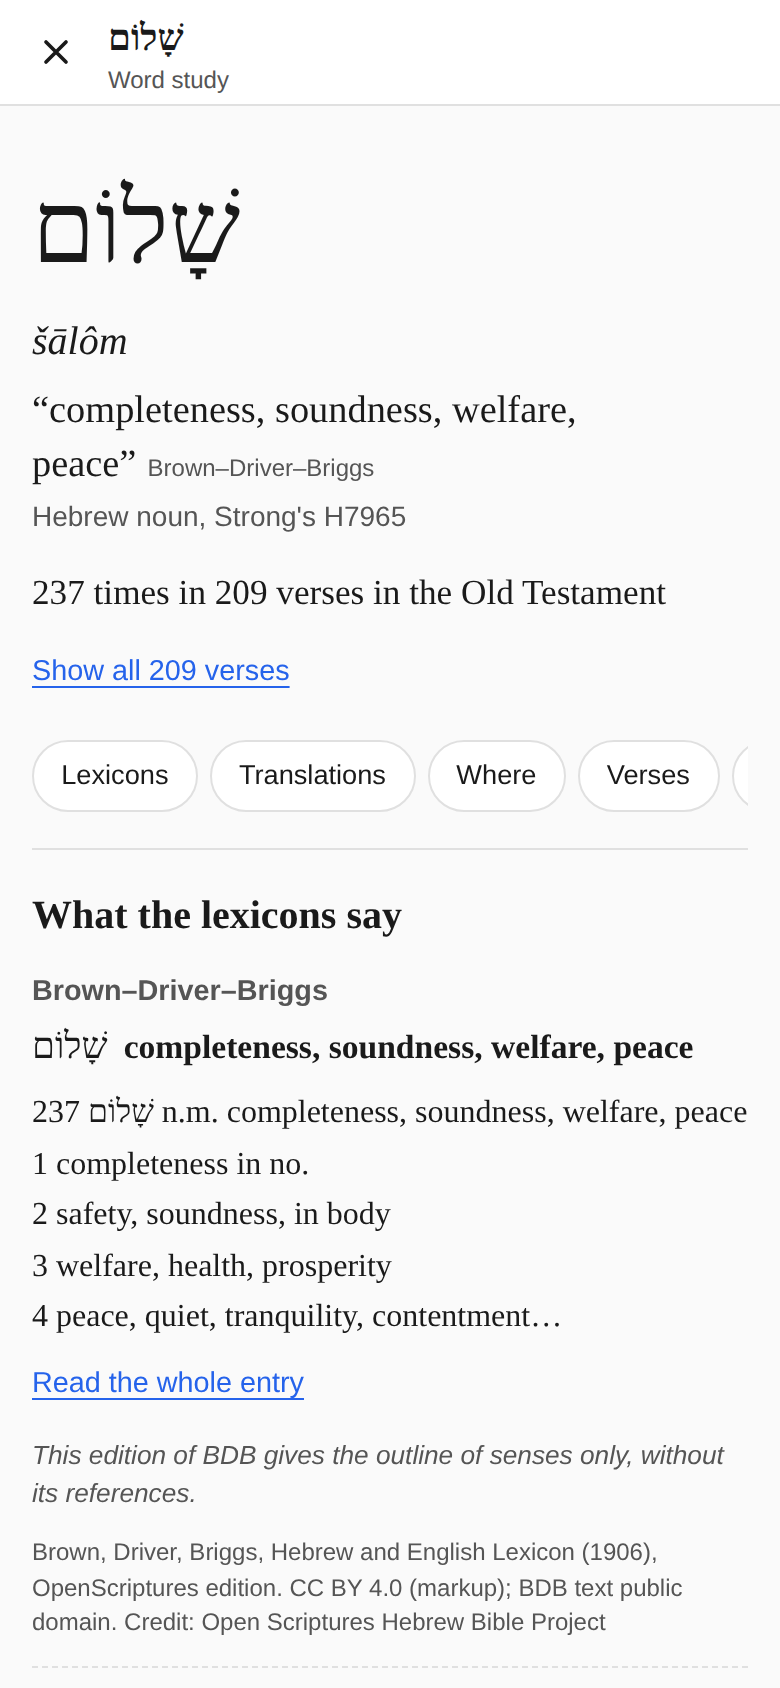 שָׁלוֹם
Word study
שָׁלוֹם
šālôm
“completeness, soundness, welfare,
peace” Brown–Driver–Briggs
Hebrew noun, Strong's H7965
237 times in 209 verses in the Old Testament
Show all 209 verses
Lexicons Translations Where Verses
What the lexicons say
Brown–Driver–Briggs
שָׁלוֹם completeness, soundness, welfare, peace
237 שָׁלוֹם n.m. completeness, soundness, welfare, peace
1 completeness in no.
2 safety, soundness, in body
3 welfare, health, prosperity
4 peace, quiet, tranquility, contentment…
Read the whole entry
This edition of BDB gives the outline of senses only, without
its references.
Brown, Driver, Briggs, Hebrew and English Lexicon (1906),
OpenScriptures edition. CC BY 4.0 (markup); BDB text public
domain. Credit: Open Scriptures Hebrew Bible Project